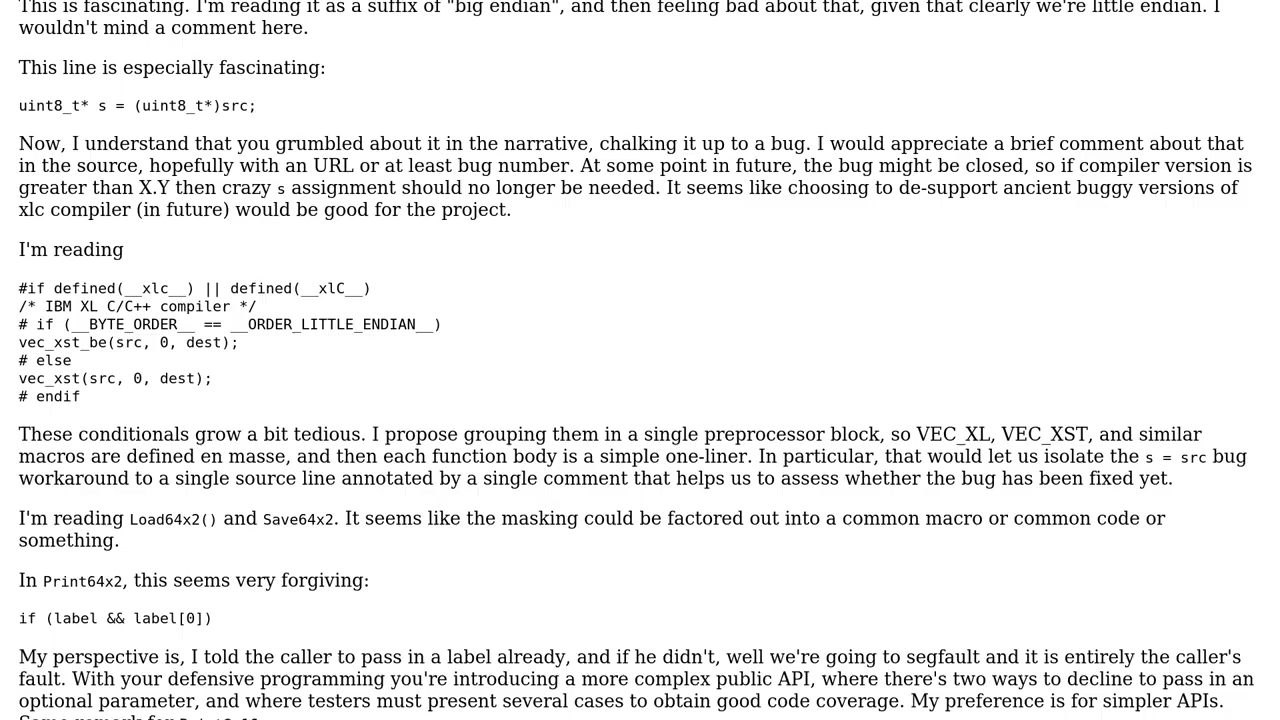 This is fascinating. I'm reading it as a suffix of "big endian", and then feeling bad about that, given that clearly we're little endian. I
wouldn't mind a comment here.
This line is especially fascinating:
uint8_t* s = (uint8_t*)src;
Now, I understand that you grumbled about it in the narrative, chalking it up to a bug. I would appreciate a brief comment about that
in the source, hopefully with an URL or at least bug number. At some point in future, the bug might be closed, so if compiler version is
greater than X.Y then crazy s assignment should no longer be needed. It seems like choosing to de-support ancient buggy versions of
xlc compiler (in future) would be good for the project.
I'm reading
#if defined(__xlc__) || defined(__xlC__)
/* IBM XL C/C++ compiler */
# if (__BYTE_ORDER__ == __ORDER_LITTLE_ENDIAN__)
vec_xst_be(src, 0, dest);
# else
vec_xst(src, 0, dest);
# endif
These conditionals grow a bit tedious. I propose grouping them in a single preprocessor block, so VEC_XL, VEC_XST, and similar
macros are defined en masse, and then each function body is a simple one-liner. In particular, that would let us isolate the s = src bug
workaround to a single source line annotated by a single comment that helps us to assess whether the bug has been fixed yet.
I'm reading Load64x2() and Save64x2. It seems like the masking could be factored out into a common macro or common code or
something.
In Print64x2, this seems very forgiving:
if (label && label[0])
My perspective is, I told the caller to pass in a label already, and if he didn't, well we're going to segfault and it is entirely the caller's
fault. With your defensive programming you're introducing a more complex public API, where there's two ways to decline to pass in an
optional parameter, and where testers must present several cases to obtain good code coverage. My preference is for simpler APIs.